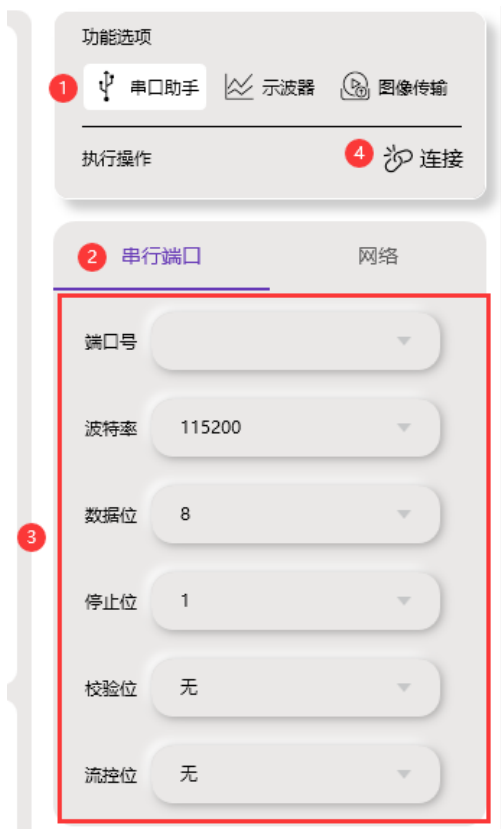 功能选项
1 串口助手 示波器 图像传输
执行操作 4 连接
2 串行端口 网络
端口号
波特率 115200
数据位 8
3
停止位 1
校验位 无
流控位 无